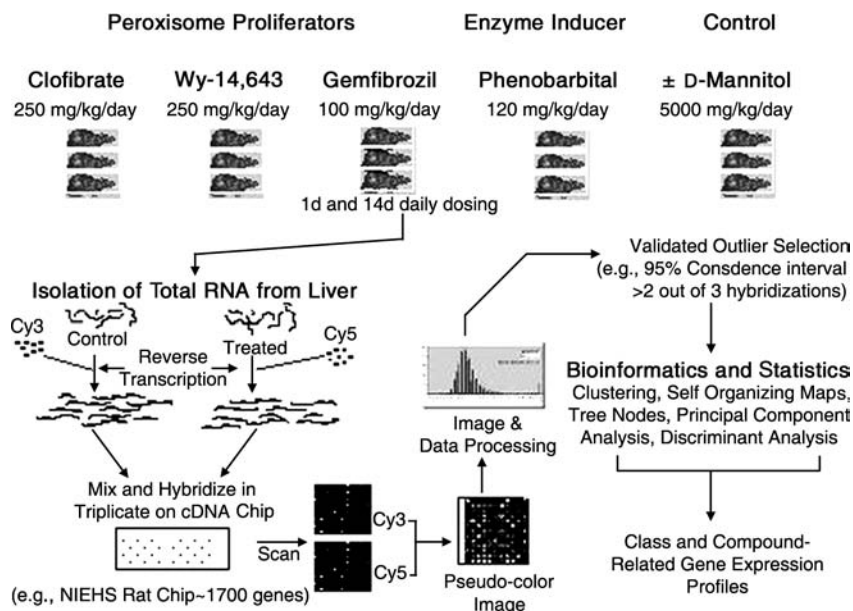 Peroxisome Proliferators
Enzyme Inducer
Control
Clofibrate
250 mg/kg/day
Wy-14,643
250 mg/kg/day
Gemfibrozil
100 mg/kg/day
Phenobarbital
120 mg/kg/day
± D-Mannitol
5000 mg/kg/day
1d and 14d daily dosing
Isolation of Total RNA from Liver
Cy3
Control
Treated
Cy5
Reverse
Transcription
Mix and Hybridize in
Triplicate on cDNA Chip
(e.g., NIEHS Rat Chip~1700 genes)
Scan
Cy3
Cy5
Pseudo-color
Image
Image &
Data Processing
Validated Outlier Selection
(e.g., 95% Consdence interval
>2 out of 3 hybridizations)
Bioinformatics and Statistics
Clustering, Self Organizing Maps,
Tree Nodes, Principal Component
Analysis, Discriminant Analysis
Class and Compound-
Related Gene Expression
Profiles